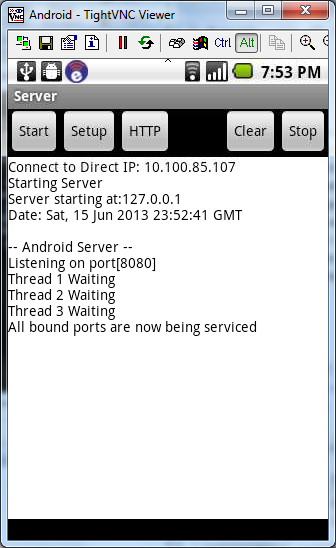 Android - TightVNC Viewer
Ctrl Alt
7:53 PM
Server
Start Setup HTTP Clear Stop
Connect to Direct IP: 10.100.85.107
Starting Server
Server starting at:127.0.0.1
Date: Sat, 15 Jun 2013 23:52:41 GMT
-- Android Server --
Listening on port[8080]
Thread 1 Waiting
Thread 2 Waiting
Thread 3 Waiting
All bound ports are now being serviced